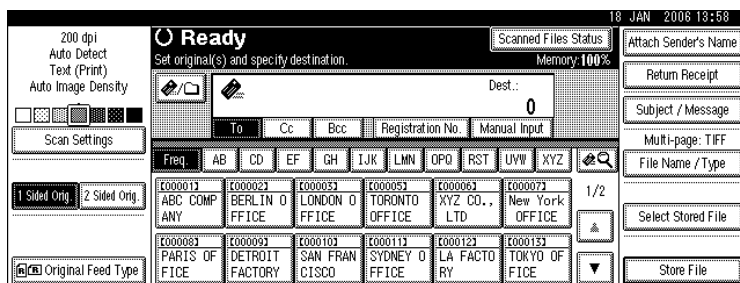 18 JAN 2006 13:58
200 dpi
Auto Detect
Text (Print)
Auto Image Density
Scan Settings
1 Sided Orig. 2 Sided Orig.
Original Feed Type
Ready
Scanned Files Status
Set original(s) and specify destination.
Memory:100%
Dest.:
0
To Cc Bcc Registration No. Manual Input
Freq. AB CD EF GH IJK LMN OPQ RST UVW XYZ
[00001] [00002] [00003] [00005] [00006] [00007]
ABC COMP BERLIN O LONDON O TORONTO XYZ CO., New York
ANY FFICE FFICE OFFICE LTD OFFICE
1/2
[00008] [00009] [00010] [00011] [00012] [00013]
PARIS OF DETROIT SAN FRAN SYDNEY O LA FACTO TOKYO OF
FICE FACTORY CISCO FFICE RY FICE
Attach Sender's Name
Return Receipt
Subject / Message
Multi-page: TIFF
File Name / Type
Select Stored File
Store File